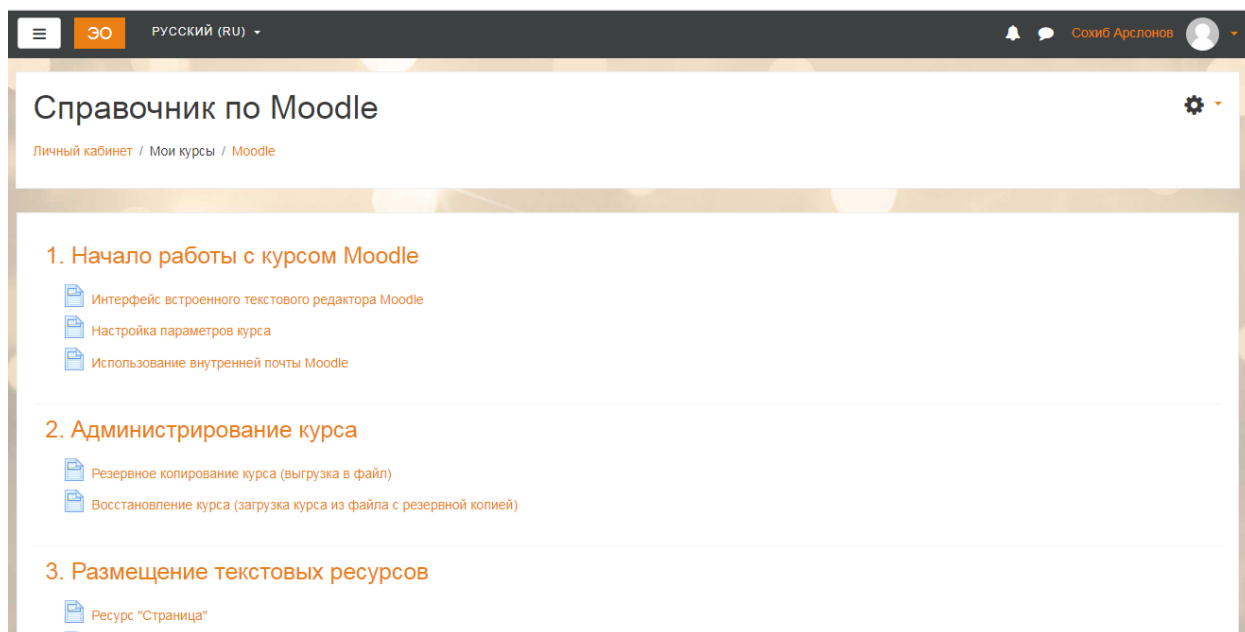 ЭО РУССКИЙ (RU) Сохиб Арслонов
Справочник по Moodle
Личный кабинет / Мои курсы / Moodle
1. Начало работы с курсом Moodle
Интерфейс встроенного текстового редактора Moodle
Настройка параметров курса
Использование внутренней почты Moodle
2. Администрирование курса
Резервное копирование курса (выгрузка в файл)
Восстановление курса (загрузка курса из файла с резервной копией)
3. Размещение текстовых ресурсов
Ресурс "Страница"